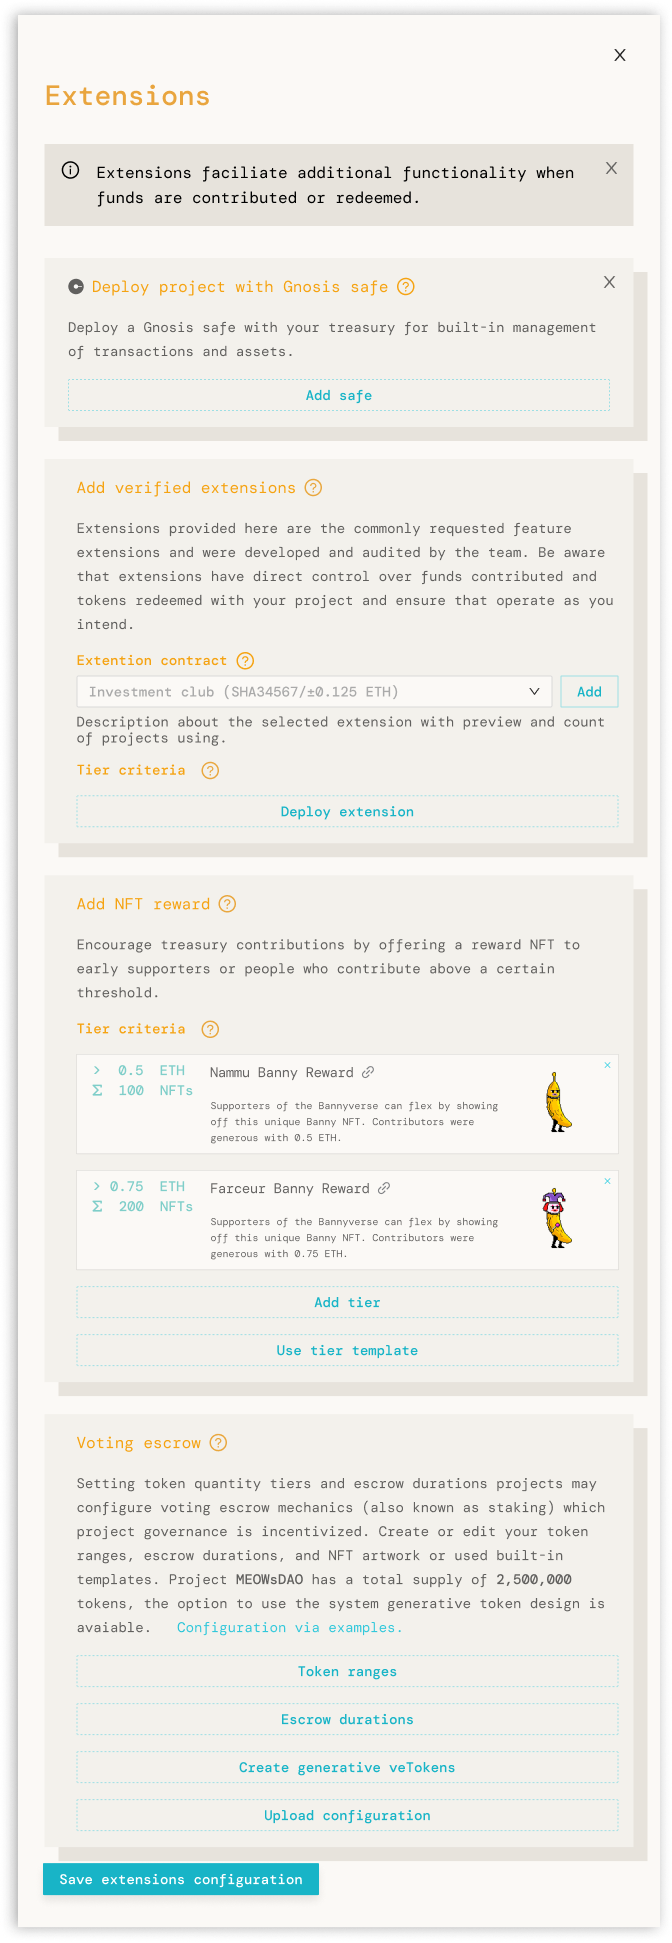 Extensions
Extensions faciliate additional functionality when
funds are contributed or redeemed.
Deploy project with Gnosis safe
Deploy a Gnosis safe with your treasury for built-in management
of transactions and assets.
Add safe
Add verified extensions
Extensions provided here are the commonly requested feature
extensions and were developed and audited by the team. Be aware
that extensions have direct control over funds contributed and
tokens redeemed with your project and ensure that operate as you
intend.
Extention contract
Investment club (SHA34567/±0.125 ETH)
Add
Description about the selected extension with preview and count
of projects using.
Tier criteria
Deploy extension
Add NFT reward
Encourage treasury contributions by offering a reward NFT to
early supporters or people who contribute above a certain
threshold.
Tier criteria
> 0.5 ETH
Σ 100 NFTs
Nammu Banny Reward
Supporters of the Bannyverse can flex by showing
off this unique Banny NFT. Contributors were
generous with 0.5 ETH.
> 0.75 ETH
Σ 200 NFTs
Farceur Banny Reward
Supporters of the Bannyverse can flex by showing
off this unique Banny NFT. Contributors were
generous with 0.75 ETH.
Add tier
Use tier template
Voting escrow
Setting token quantity tiers and escrow durations projects may
configure voting escrow mechanics (also known as staking) which
project governance is incentivized. Create or edit your token
ranges, escrow durations, and NFT artwork or used built-in
templates. Project MEOWsDAO has a total supply of 2,500,000
tokens, the option to use the system generative token design is
avaiable. Configuration via examples.
Token ranges
Escrow durations
Create generative veTokens
Upload configuration
Save extensions configuration